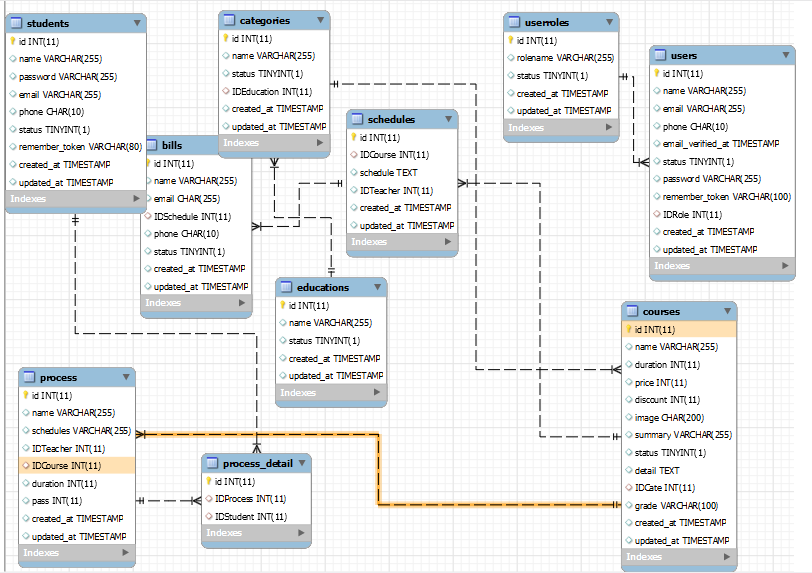 students
id INT(11)
name VARCHAR(255)
password VARCHAR(255)
email VARCHAR(255)
phone CHAR(10)
status TINYINT(1)
remember_token VARCHAR(80)
created_at TIMESTAMP
updated_at TIMESTAMP
Indexes
categories
id INT(11)
name VARCHAR(255)
status TINYINT(1)
IDEducation INT(11)
created_at TIMESTAMP
updated_at TIMESTAMP
Indexes
userroles
id INT(11)
rolename VARCHAR(255)
status TINYINT(1)
created_at TIMESTAMP
updated_at TIMESTAMP
Indexes
users
id INT(11)
name VARCHAR(255)
email VARCHAR(255)
phone CHAR(10)
email_verified_at TIMESTAMP
status TINYINT(1)
password VARCHAR(255)
remember_token VARCHAR(100)
IDRole INT(11)
created_at TIMESTAMP
updated_at TIMESTAMP
Indexes
schedules
id INT(11)
IDCourse INT(11)
schedule TEXT
IDTeacher INT(11)
created_at TIMESTAMP
updated_at TIMESTAMP
Indexes
bills
id INT(11)
name VARCHAR(255)
email CHAR(255)
IDSchedule INT(11)
phone CHAR(10)
status TINYINT(1)
created_at TIMESTAMP
updated_at TIMESTAMP
Indexes
educations
id INT(11)
name VARCHAR(255)
status TINYINT(1)
created_at TIMESTAMP
updated_at TIMESTAMP
Indexes
courses
id INT(11)
name VARCHAR(255)
duration INT(11)
price INT(11)
discount INT(11)
image CHAR(200)
summary VARCHAR(255)
status TINYINT(1)
detail TEXT
IDCate INT(11)
grade VARCHAR(100)
created_at TIMESTAMP
updated_at TIMESTAMP
Indexes
process
id INT(11)
name VARCHAR(255)
schedules VARCHAR(255)
IDTeacher INT(11)
IDCourse INT(11)
duration INT(11)
pass INT(11)
created_at TIMESTAMP
updated_at TIMESTAMP
Indexes
process_detail
id INT(11)
IDProcess INT(11)
IDStudent INT(11)
Indexes